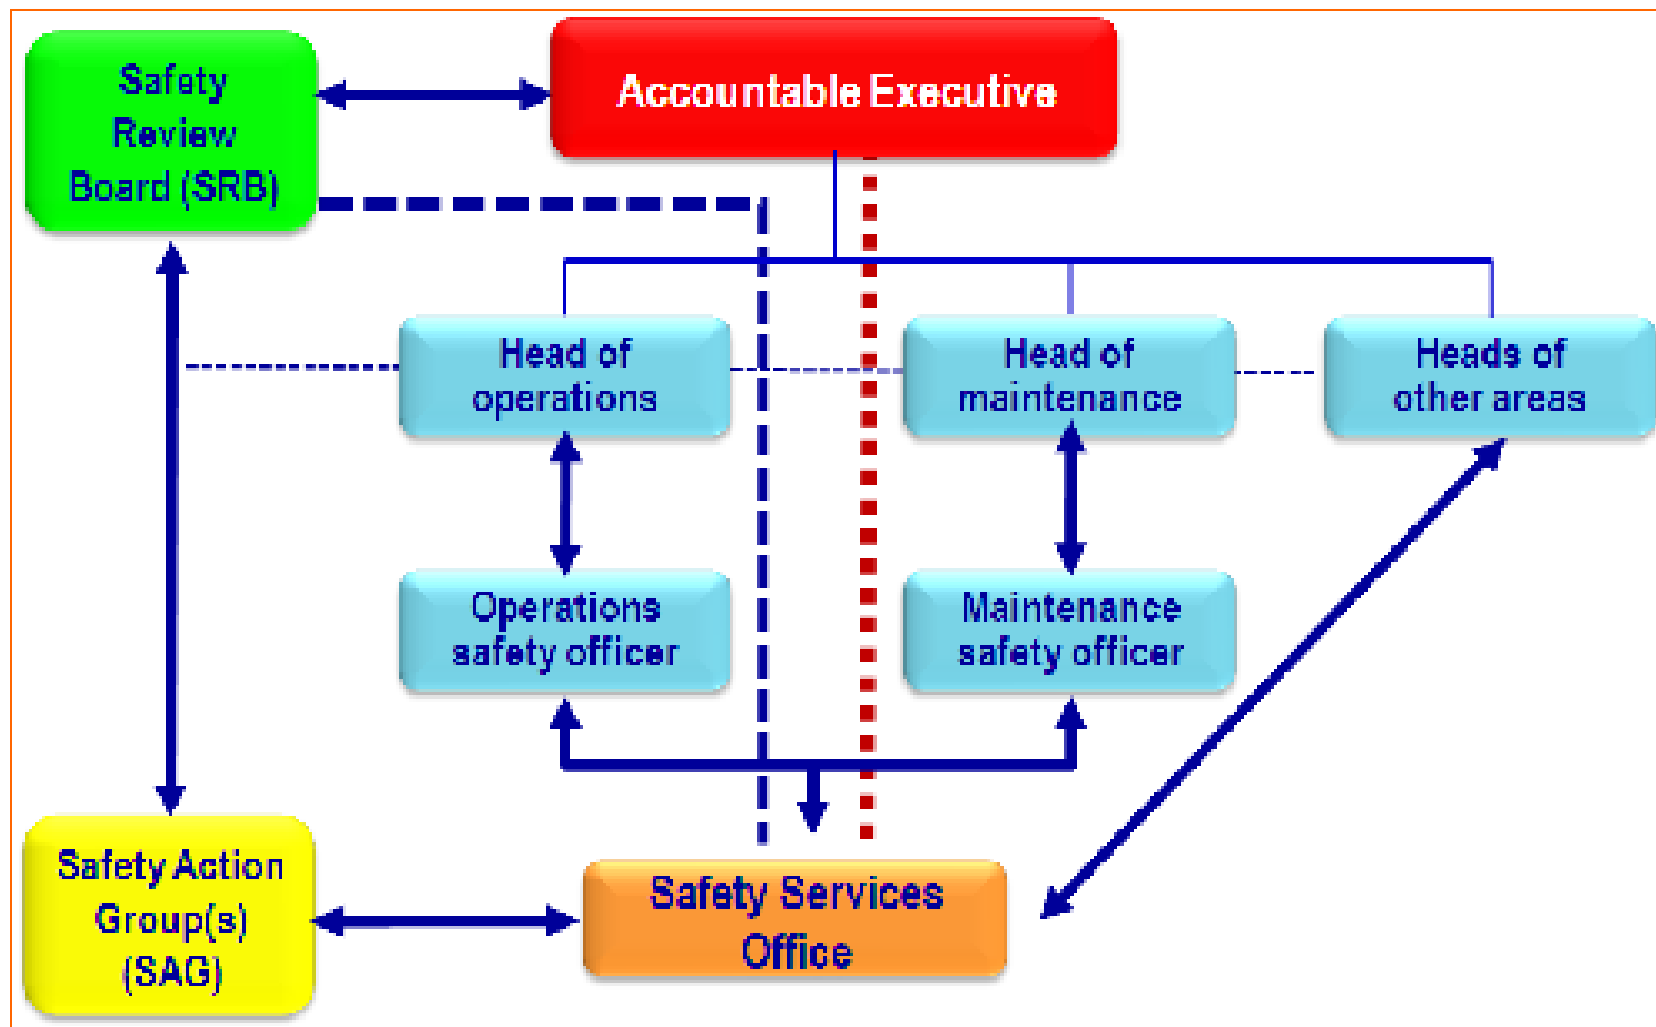 Safety
Review
Board (SRB)
Accountable Executive
Head of
operations
Head of
maintenance
Heads of
other areas
Operations
safety officer
Maintenance
safety officer
Safety Action
Group(s)
(SAG)
Safety Services
Office